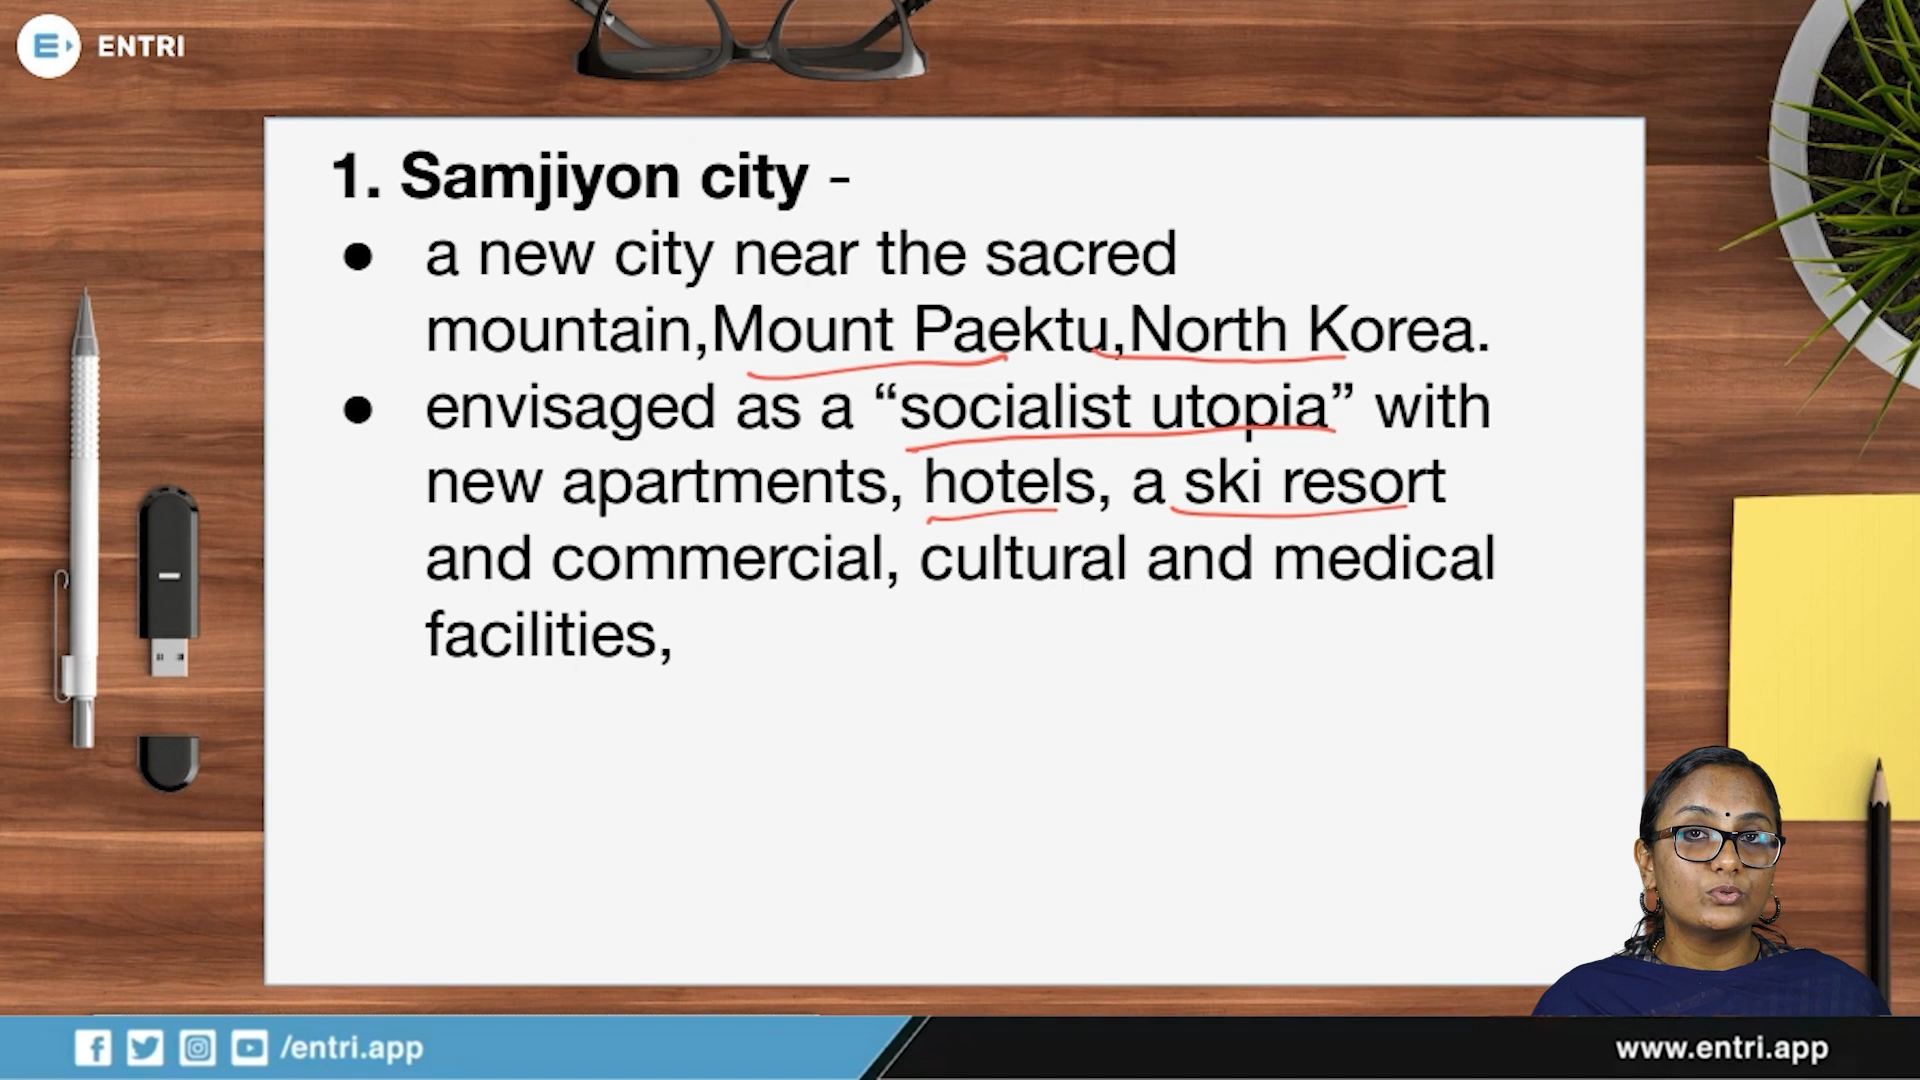 ENTRI
1. Samjiyon city -
● a new city near the sacred
mountain,Mount Paektu,North Korea.
● envisaged as a “socialist utopia” with
new apartments, hotels, a ski resort
and commercial, cultural and medical
facilities,
/entri.app
www.entri.app